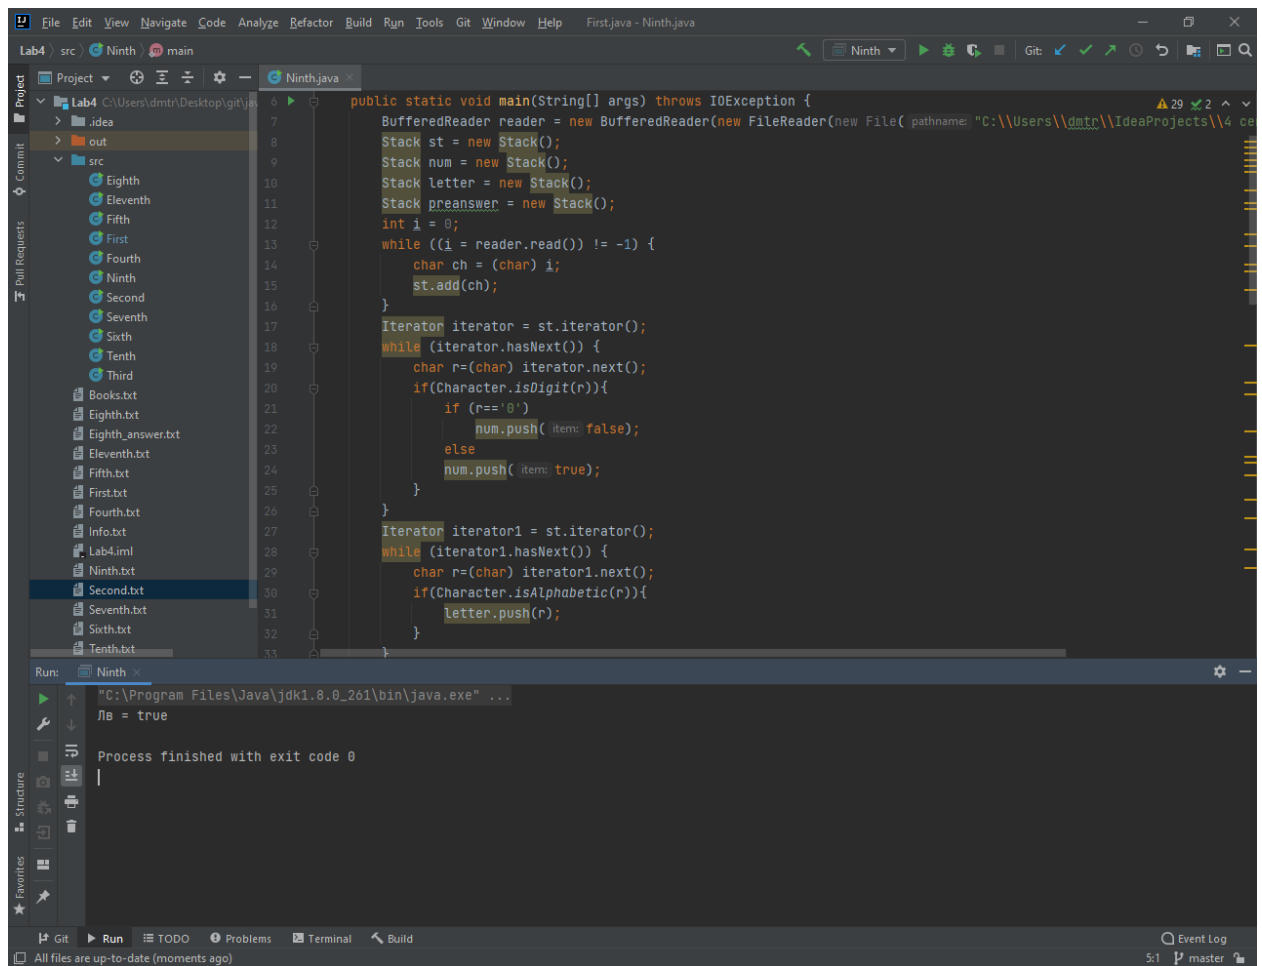 File Edit View Navigate Code Analyze Refactor Build Run Tools Git Window Help First.java - Ninth.java
Lab4 src Ninth main
Ninth Git:
Project
Ninth.java
Lab4 C:\Users\dmtr\Desktop\git\ja
.idea
out
src
Eighth
Eleventh
Fifth
First
Fourth
Ninth
Second
Seventh
Sixth
Tenth
Third
Books.txt
Eighth.txt
Eighth_answer.txt
Eleventh.txt
Fifth.txt
First.txt
Fourth.txt
Info.txt
Lab4.iml
Ninth.txt
Second.txt
Seventh.txt
Sixth.txt
Tenth.txt
Project
Commit
Pull Requests
Structure
Favorites
29 2
6 public static void main(String[] args) throws IOException {
7 BufferedReader reader = new BufferedReader(new FileReader(new File( pathname: "C:\\Users\\dmtr\\IdeaProjects\\4 се
8 Stack st = new Stack();
9 Stack num = new Stack();
10 Stack letter = new Stack();
11 Stack preanswer = new Stack();
12 int i = 0;
13 while ((i = reader.read()) != -1) {
14 char ch = (char) i;
15 st.add(ch);
16 }
17 Iterator iterator = st.iterator();
18 while (iterator.hasNext()) {
19 char r=(char) iterator.next();
20 if(Character.isDigit(r)){
21 if (r=='0')
22 num.push( item: false);
23 else
24 num.push( item: true);
25 }
26 }
27 Iterator iterator1 = st.iterator();
28 while (iterator1.hasNext()) {
29 char r=(char) iterator1.next();
30 if(Character.isAlphabetic(r)){
31 letter.push(r);
32 }
33 }
Run: Ninth
"C:\Program Files\Java\jdk1.8.0_261\bin\java.exe" ...
Лв = true
Process finished with exit code 0
Git Run TODO Problems Terminal Build Event Log
All files are up-to-date (moments ago) 5:1 master